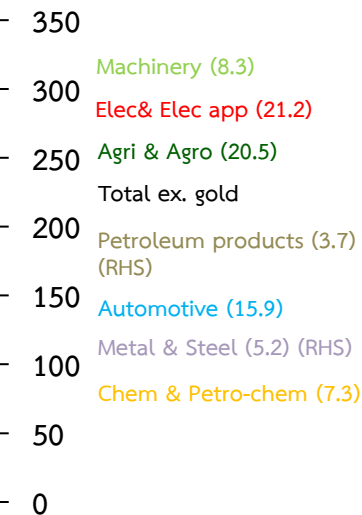 350
Machinery (8.3)
300
Elec& Elec app (21.2)
250
Agri & Agro (20.5)
Total ex. gold
200
Petroleum products (3.7)
(RHS)
150
Automotive (15.9)
Metal & Steel (5.2) (RHS)
100
Chem & Petro-chem (7.3)
50
0